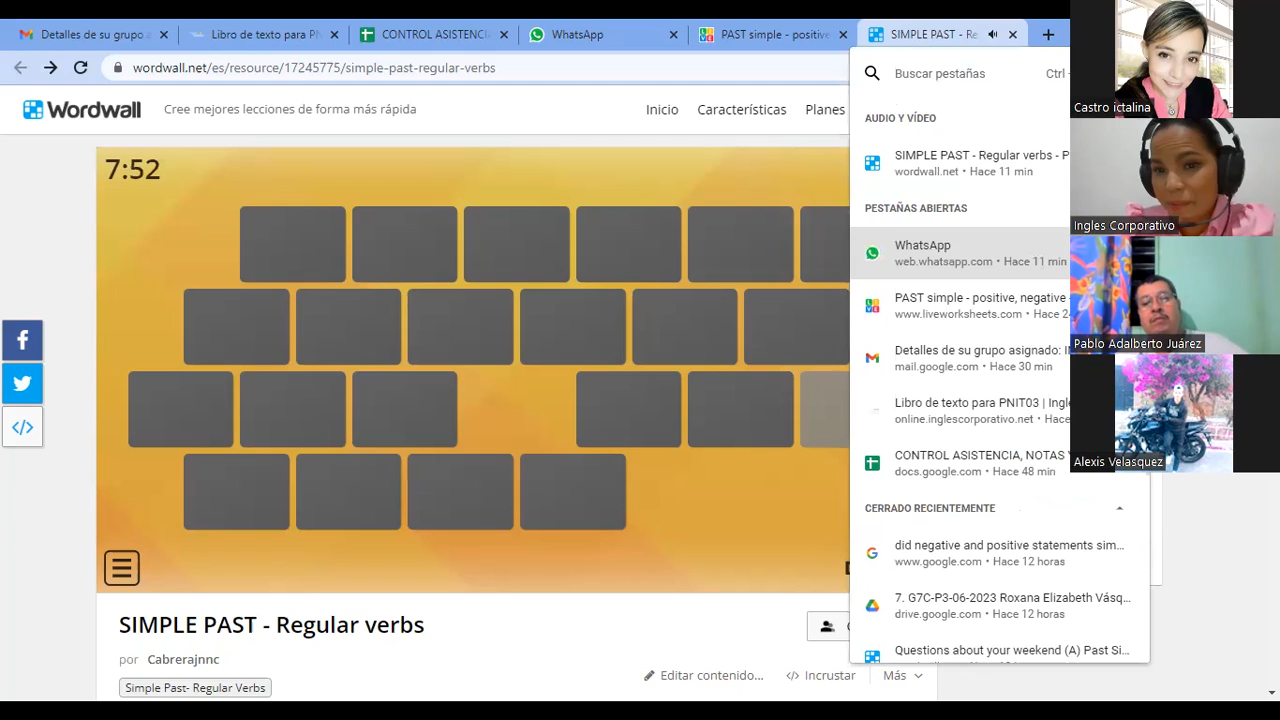 Detalles de su grupo a
Libro de texto para PN
CONTROL ASISTENCIA,
WhatsApp
PAST simple - positive,
SIMPLE PAST - Re
wordwall.net/es/resource/17245775/simple-past-regular-verbs
Wordwall
Cree mejores lecciones de forma más rápida
Inicio
Características
Planes
7:52
SIMPLE PAST - Regular verbs
por Cabrerajnnc
Simple Past- Regular Verbs
Editar contenido...
</> Incrustar
Más
Buscar pestañas
Ctrl
AUDIO Y VÍDEO
SIMPLE PAST - Regular verbs - P
wordwall.net • Hace 11 min
PESTAÑAS ABIERTAS
WhatsApp
web.whatsapp.com • Hace 11 min
PAST simple - positive, negative -
www.liveworksheets.com • Hace 2
Detalles de su grupo asignado: I
mail.google.com • Hace 30 min
Libro de texto para PNIT03 | Ingle
online.inglescorporativo.net • Hace
CONTROL ASISTENCIA, NOTAS Y
docs.google.com • Hace 48 min
CERRADO RECIENTEMENTE
did negative and positive statements sim...
www.google.com • Hace 12 horas
7. G7C-P3-06-2023 Roxana Elizabeth Vásq...
drive.google.com • Hace 12 horas
Questions about your weekend (A) Past Si...
Castro ictalina
Ingles Corporativo
Pablo Adalberto Juárez
Alexis Velasquez